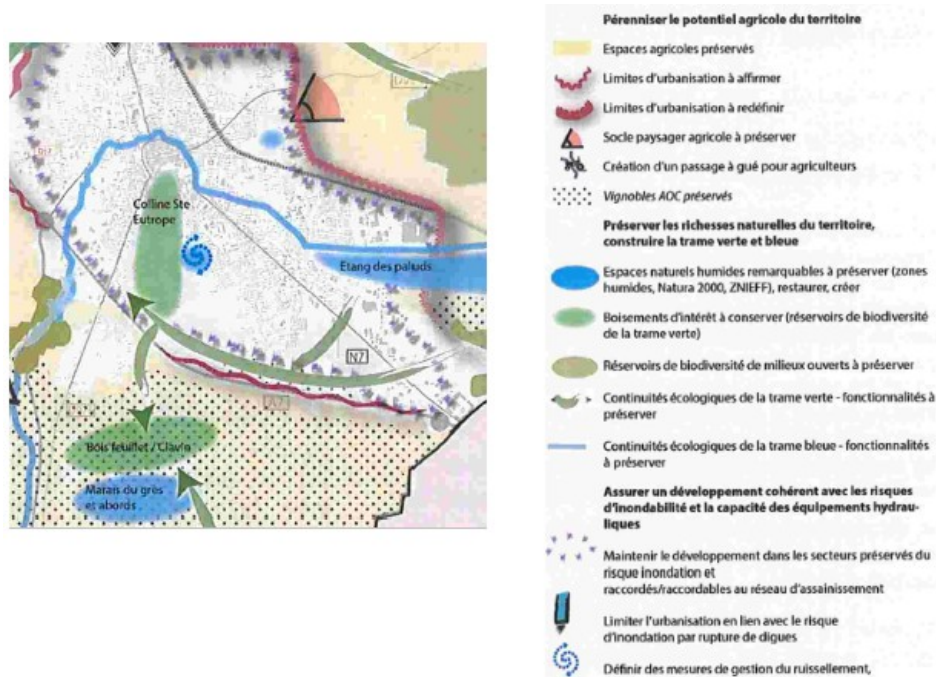 Colline Ste
Eutrope
Etang des paluds
N7
A7
Bois feuillet / Clavin
Marais du grès
et abords
Pérenniser le potentiel agricole du territoire
Espaces agricoles préservés
Limites d'urbanisation à affirmer
Limites d'urbanisation à redéfinir
Socle paysager agricole à préserver
Création d'un passage à gué pour agriculteurs
Vignobles AOC préservés
Préserver les richesses naturelles du territoire,
construire la trame verte et bleue
Espaces naturels humides remarquables à préserver (zones
humides, Natura 2000, ZNIEFF), restaurer, créer
Boisements d'intérêt à conserver (réservoirs de biodiversité
de la trame verte)
Réservoirs de biodiversité de milieux ouverts à préserver
Continuités écologiques de la trame verte - fonctionnalités à
préserver
Continuités écologiques de la trame bleue - fonctionnalités
à préserver
Assurer un développement cohérent avec les risques
d'inondabilité et la capacité des équipements hydrau-
liques
Maintenir le développement dans les secteurs préservés du
risque inondation et
raccordés/raccordables au réseau d'assainissement
Limiter l'urbanisation en lien avec le risque
d'inondation par rupture de digues
Définir des mesures de gestion du ruissellement,